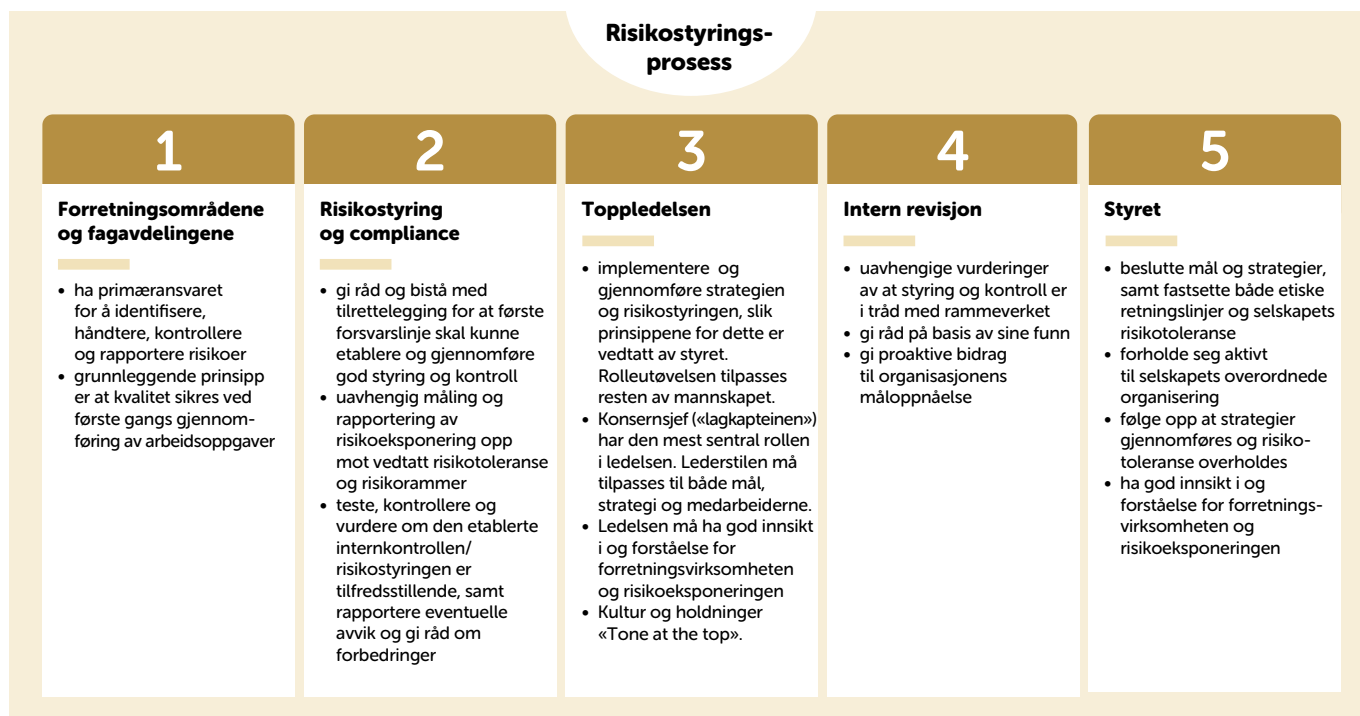 Risikostyrings-
prosess
1
Forretningsområdene
og fagavdelingene
• ha primæransvaret
for å identifisere,
håndtere, kontrollere
og rapportere risikoer
• grunnleggende prinsipp
er at kvalitet sikres ved
første gangs gjennom-
føring av arbeidsoppgaver
2
Risikostyring
og compliance
• gi råd og bistå med
tilrettelegging for at første
forsvarslinje skal kunne
etablere og gjennomføre
god styring og kontroll
• uavhengig måling og
rapportering av
risikoeksponering opp
mot vedtatt risikotoleranse
og risikorammer
• teste, kontrollere og
vurdere om den etablerte
internkontrollen/
risikostyringen er
tilfredsstillende, samt
rapportere eventuelle
avvik og gi råd om
forbedringer
3
Toppledelsen
• implementere og
gjennomføre strategien
og risikostyringen, slik
prinsippene for dette er
vedtatt av styret.
Rolleutøvelsen tilpasses
resten av mannskapet.
• Konsernsjef («lagkapteinen»)
har den mest sentral rollen
i ledelsen. Lederstilen må
tilpasses til både mål,
strategi og medarbeiderne.
• Ledelsen må ha god innsikt
i og forståelse for
forretningsvirksomheten
og risikoeksponeringen
• Kultur og holdninger
«Tone at the top».
4
Intern revisjon
• uavhengige vurderinger
av at styring og kontroll er
i tråd med rammeverket
• gi råd på basis av sine funn
• gi proaktive bidrag
til organisasjonens
måloppnåelse
5
Styret
• beslutte mål og strategier,
samt fastsette både etiske
retningslinjer og selskapets
risikotoleranse
• forholde seg aktivt
til selskapets overordnede
organisering
• følge opp at strategier
gjennomføres og risiko-
toleranse overholdes
• ha god innsikt i og
forståelse for forretnings-
virksomheten og
risikoeksponeringen